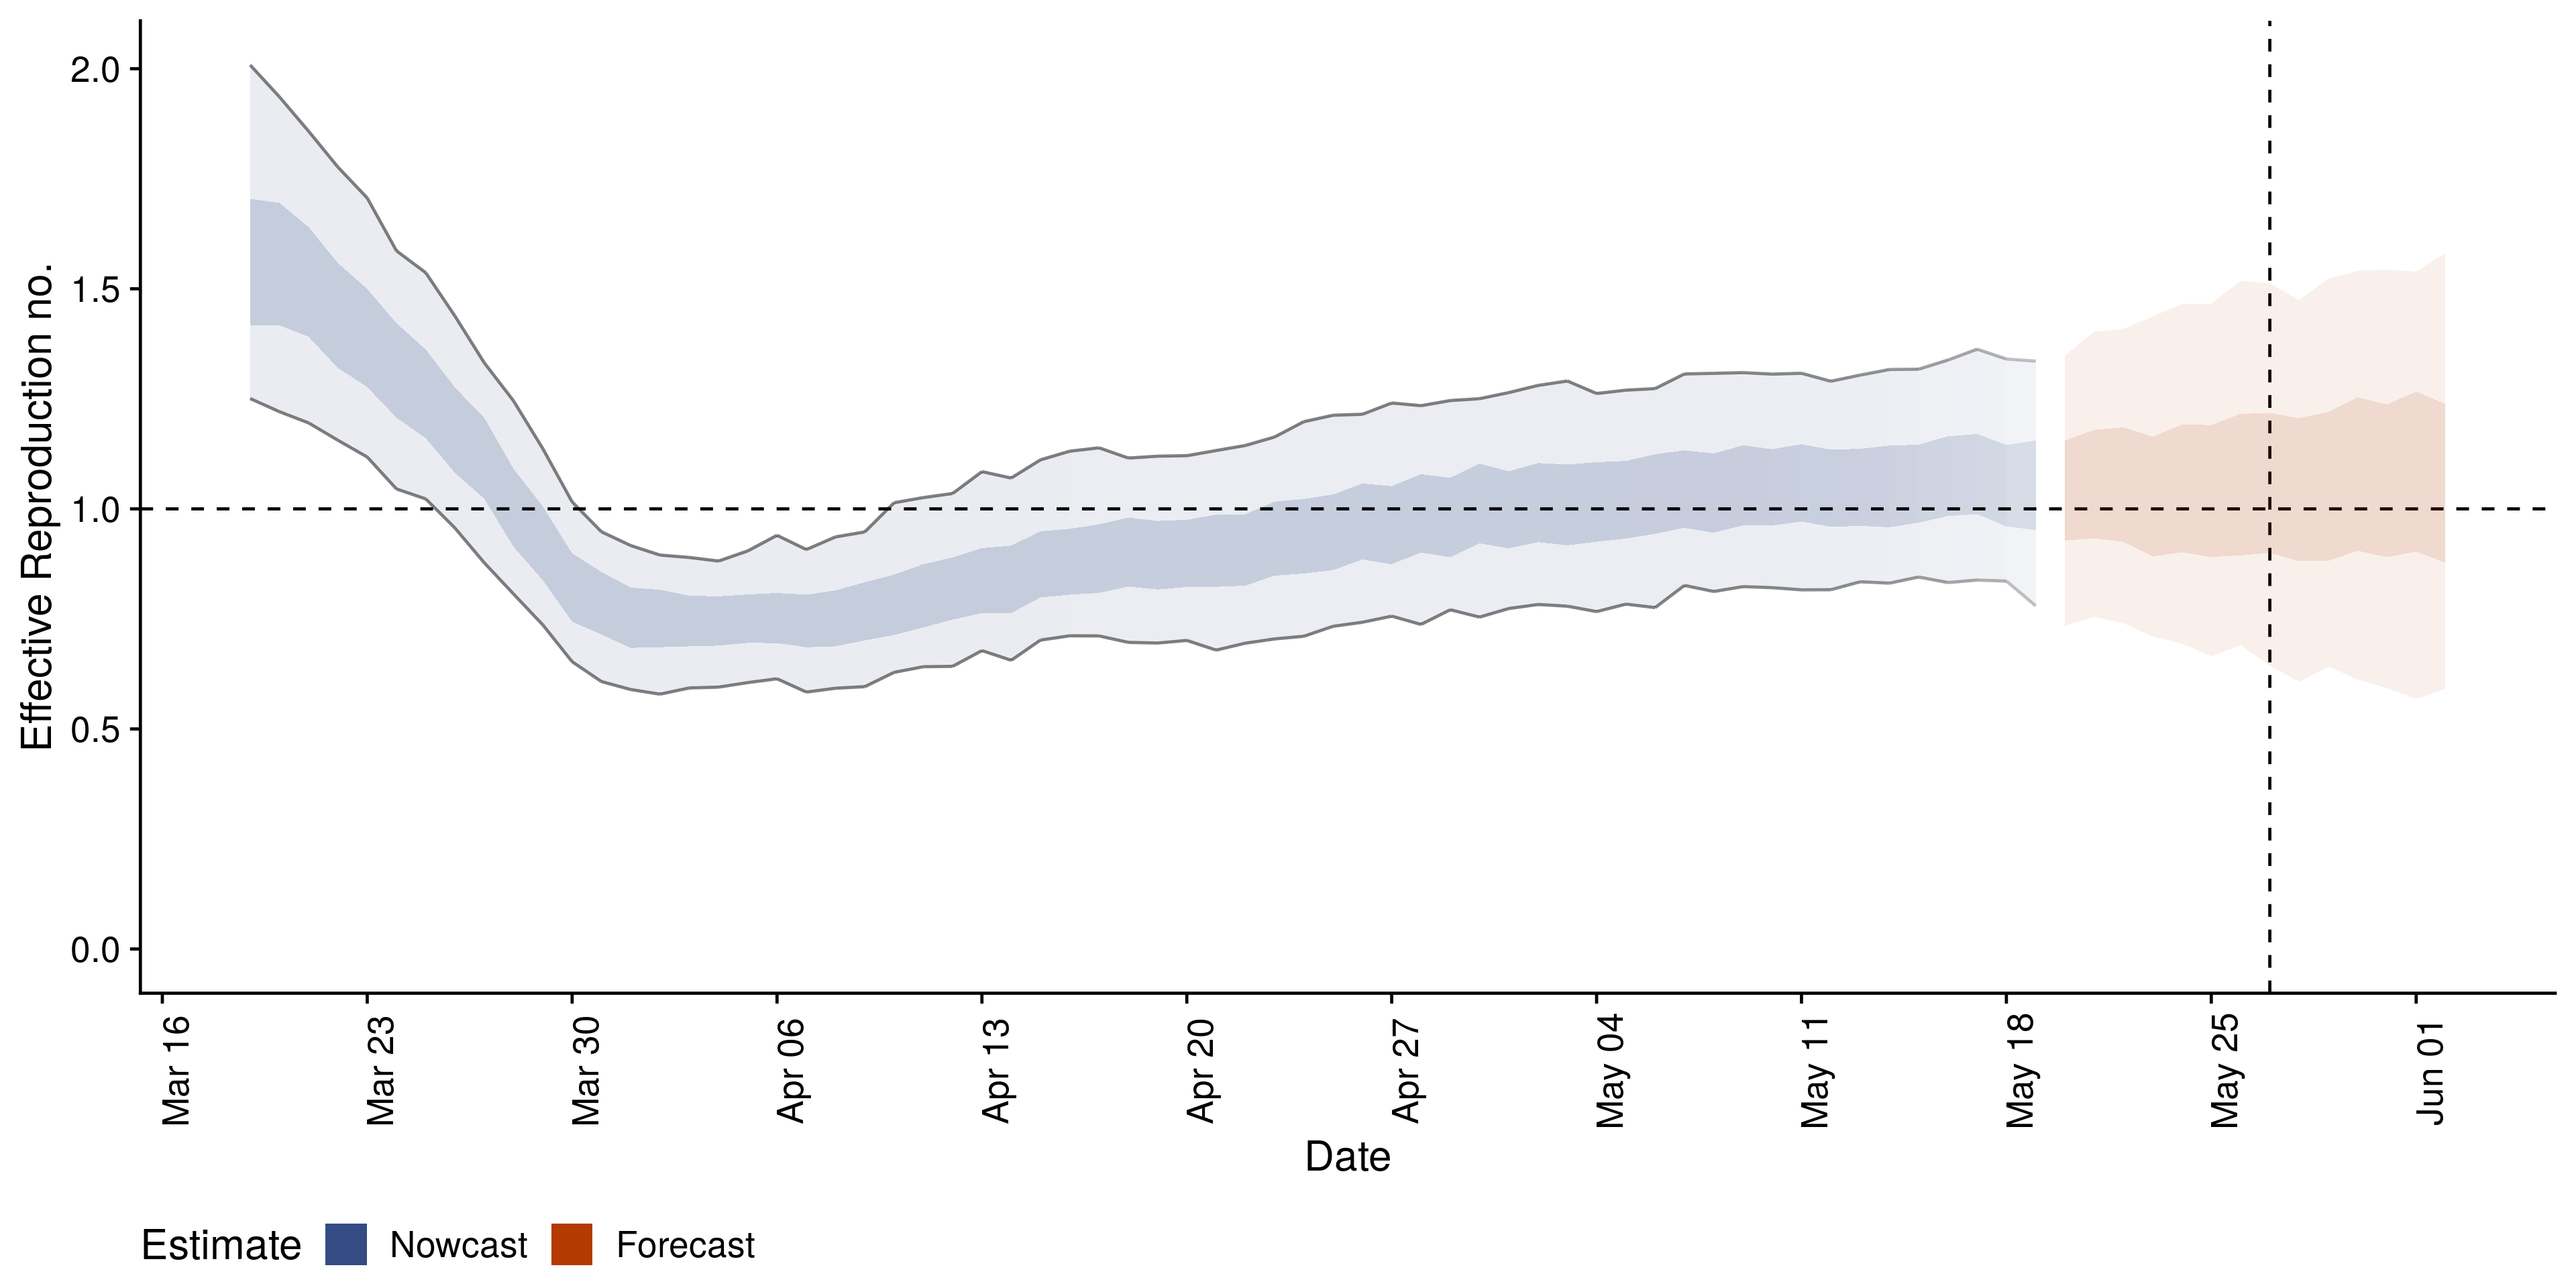 Effective Reproduction no.
2.0
1.5
1.0
0.5
0.0
Mar 16
Mar 23
Mar 30
Apr 06
Apr 13
Apr 20
Apr 27
May 04
May 11
May 18
May 25
Jun 01
Date
Estimate Nowcast Forecast